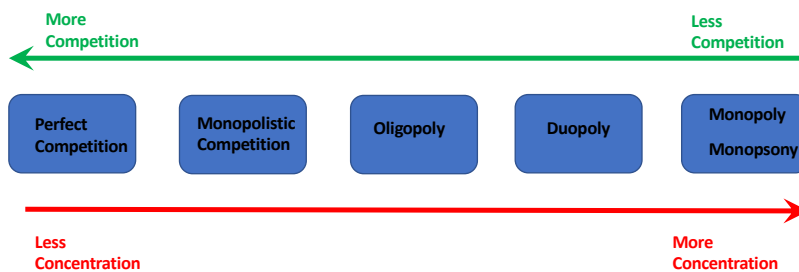 More
Competition
Less
Competition
Perfect
Competition
Monopolistic
Competition
Oligopoly
Duopoly
Monopoly
Monopsony
Less
Concentration
More
Concentration